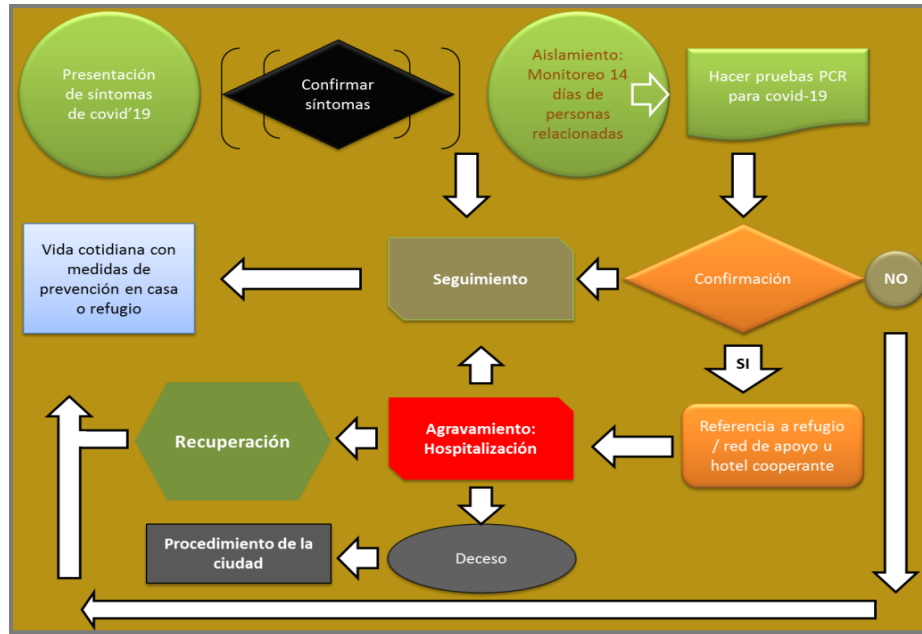 Presentación
de síntomas
de covid'19
Confirmar
síntomas
Aislamiento:
Monitoreo 14
días de
personas
relacionadas
Hacer pruebas PCR
para covid-19
Vida cotidiana con
medidas de
prevención en casa
o refugio
Seguimiento
Confirmación
NO
SI
Recuperación
Agravamiento:
Hospitalización
Referencia a refugio
/ red de apoyo u
hotel cooperante
Procedimiento de la
ciudad
Deceso